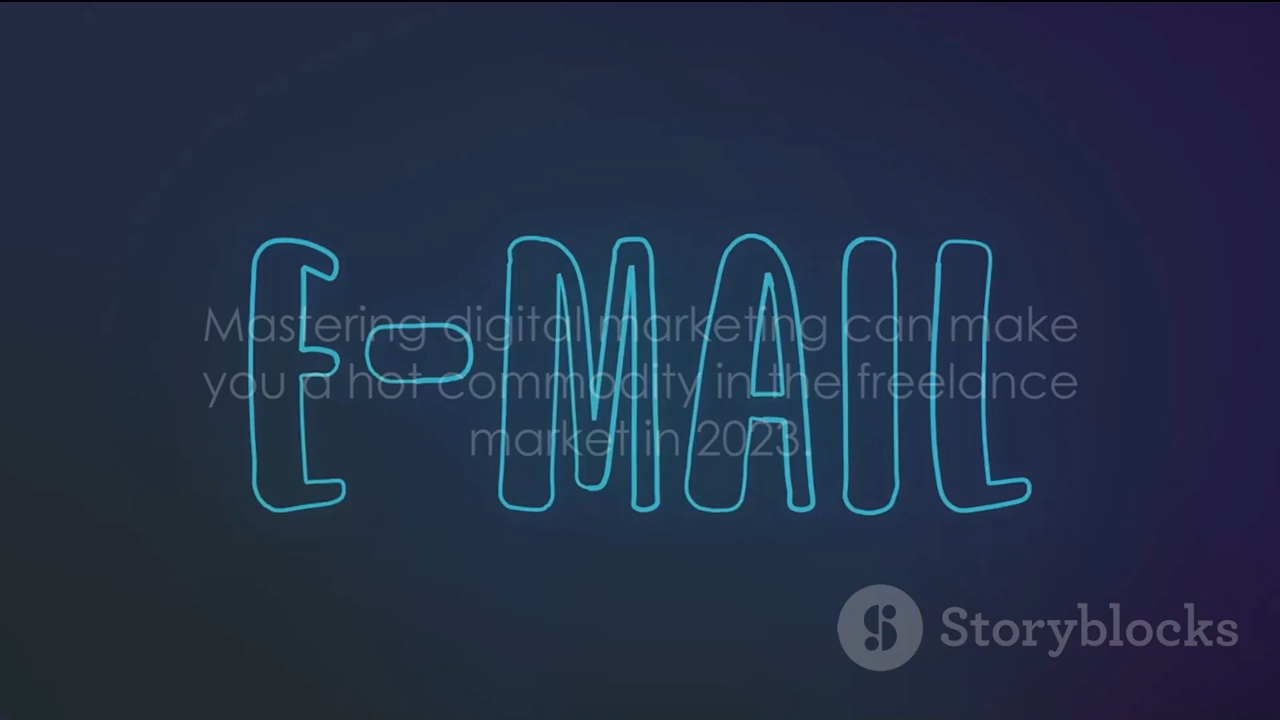 E-MAIL
Mastering digital marketing can make
you a hot commodity in the freelance
market in 2023.
Storyblocks